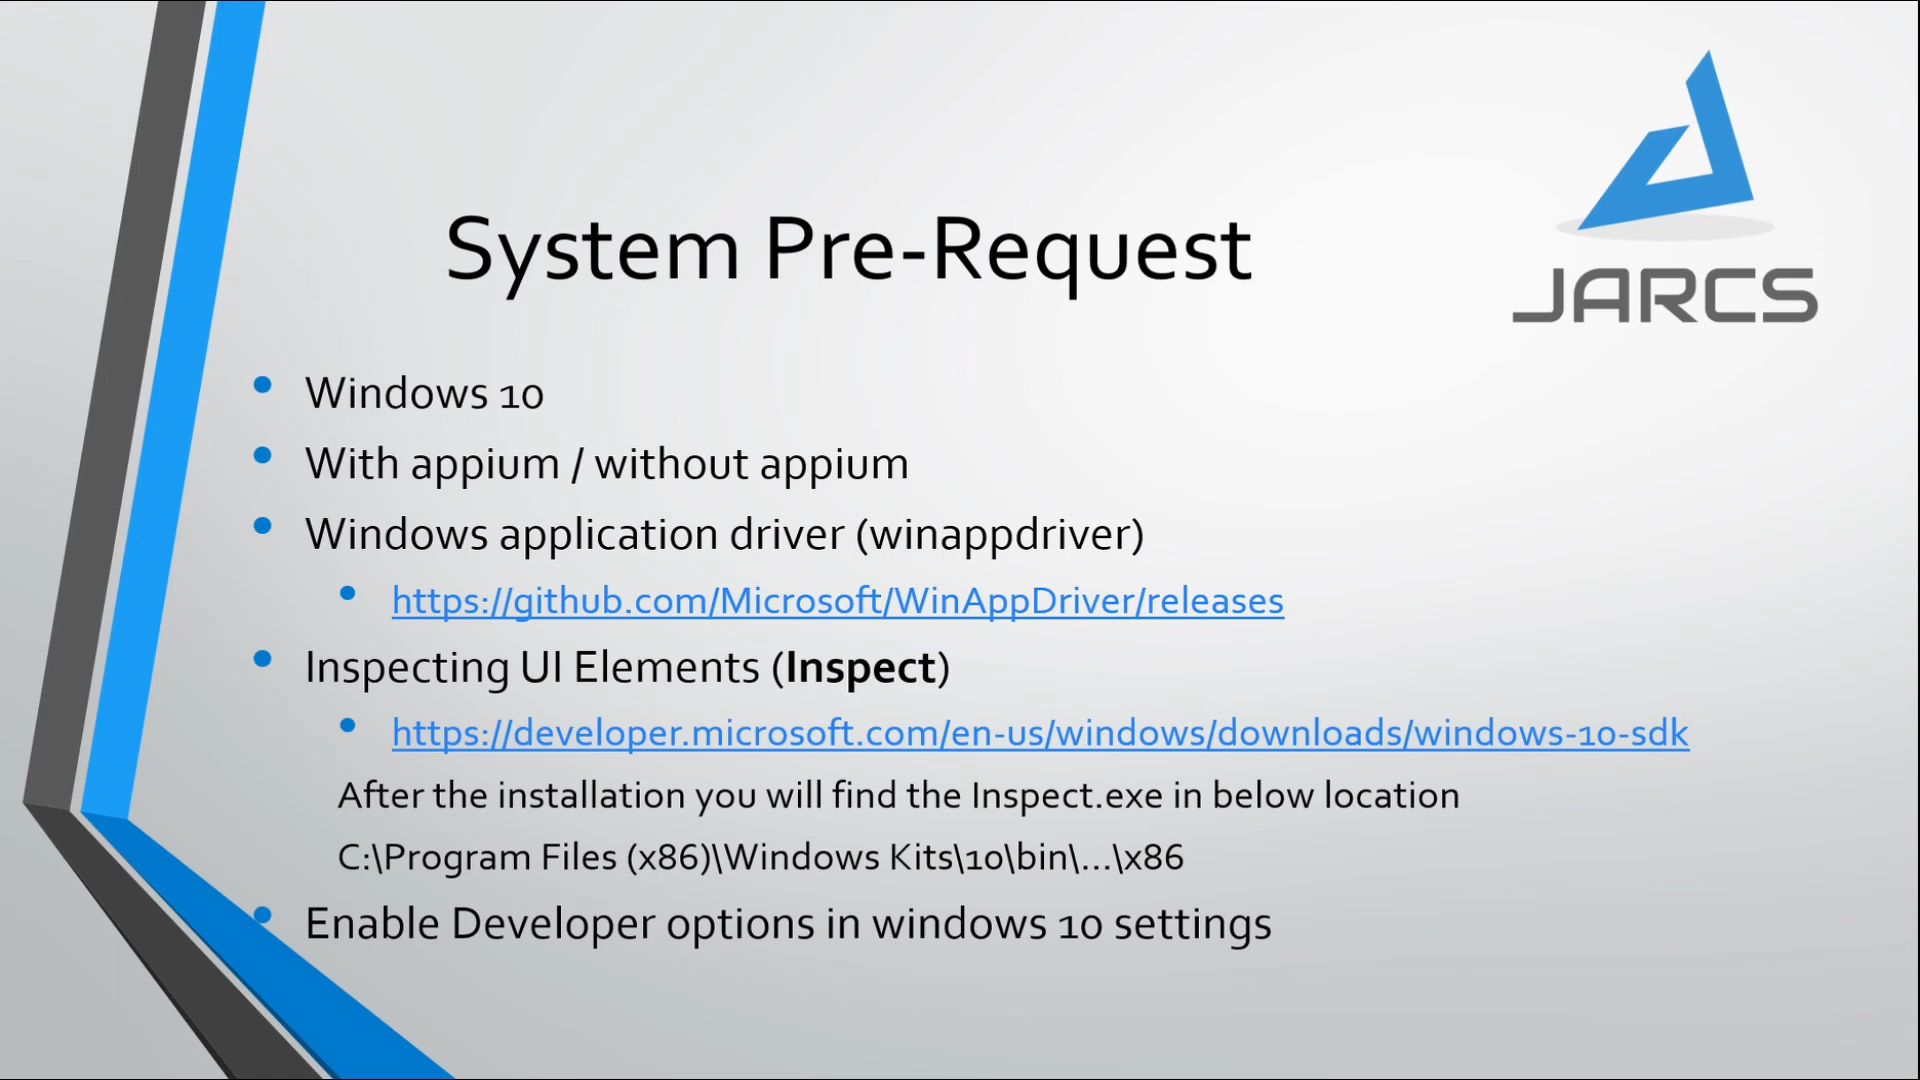 JARCS
System Pre-Request
• Windows 10
• With appium / without appium
• Windows application driver (winappdriver)
• https://github.com/Microsoft/WinAppDriver/releases
• Inspecting UI Elements (Inspect)
• https://developer.microsoft.com/en-us/windows/downloads/windows-10-sdk
After the installation you will find the Inspect.exe in below location
C:\Program Files (x86)\Windows Kits\10\bin\...\x86
• Enable Developer options in windows 10 settings